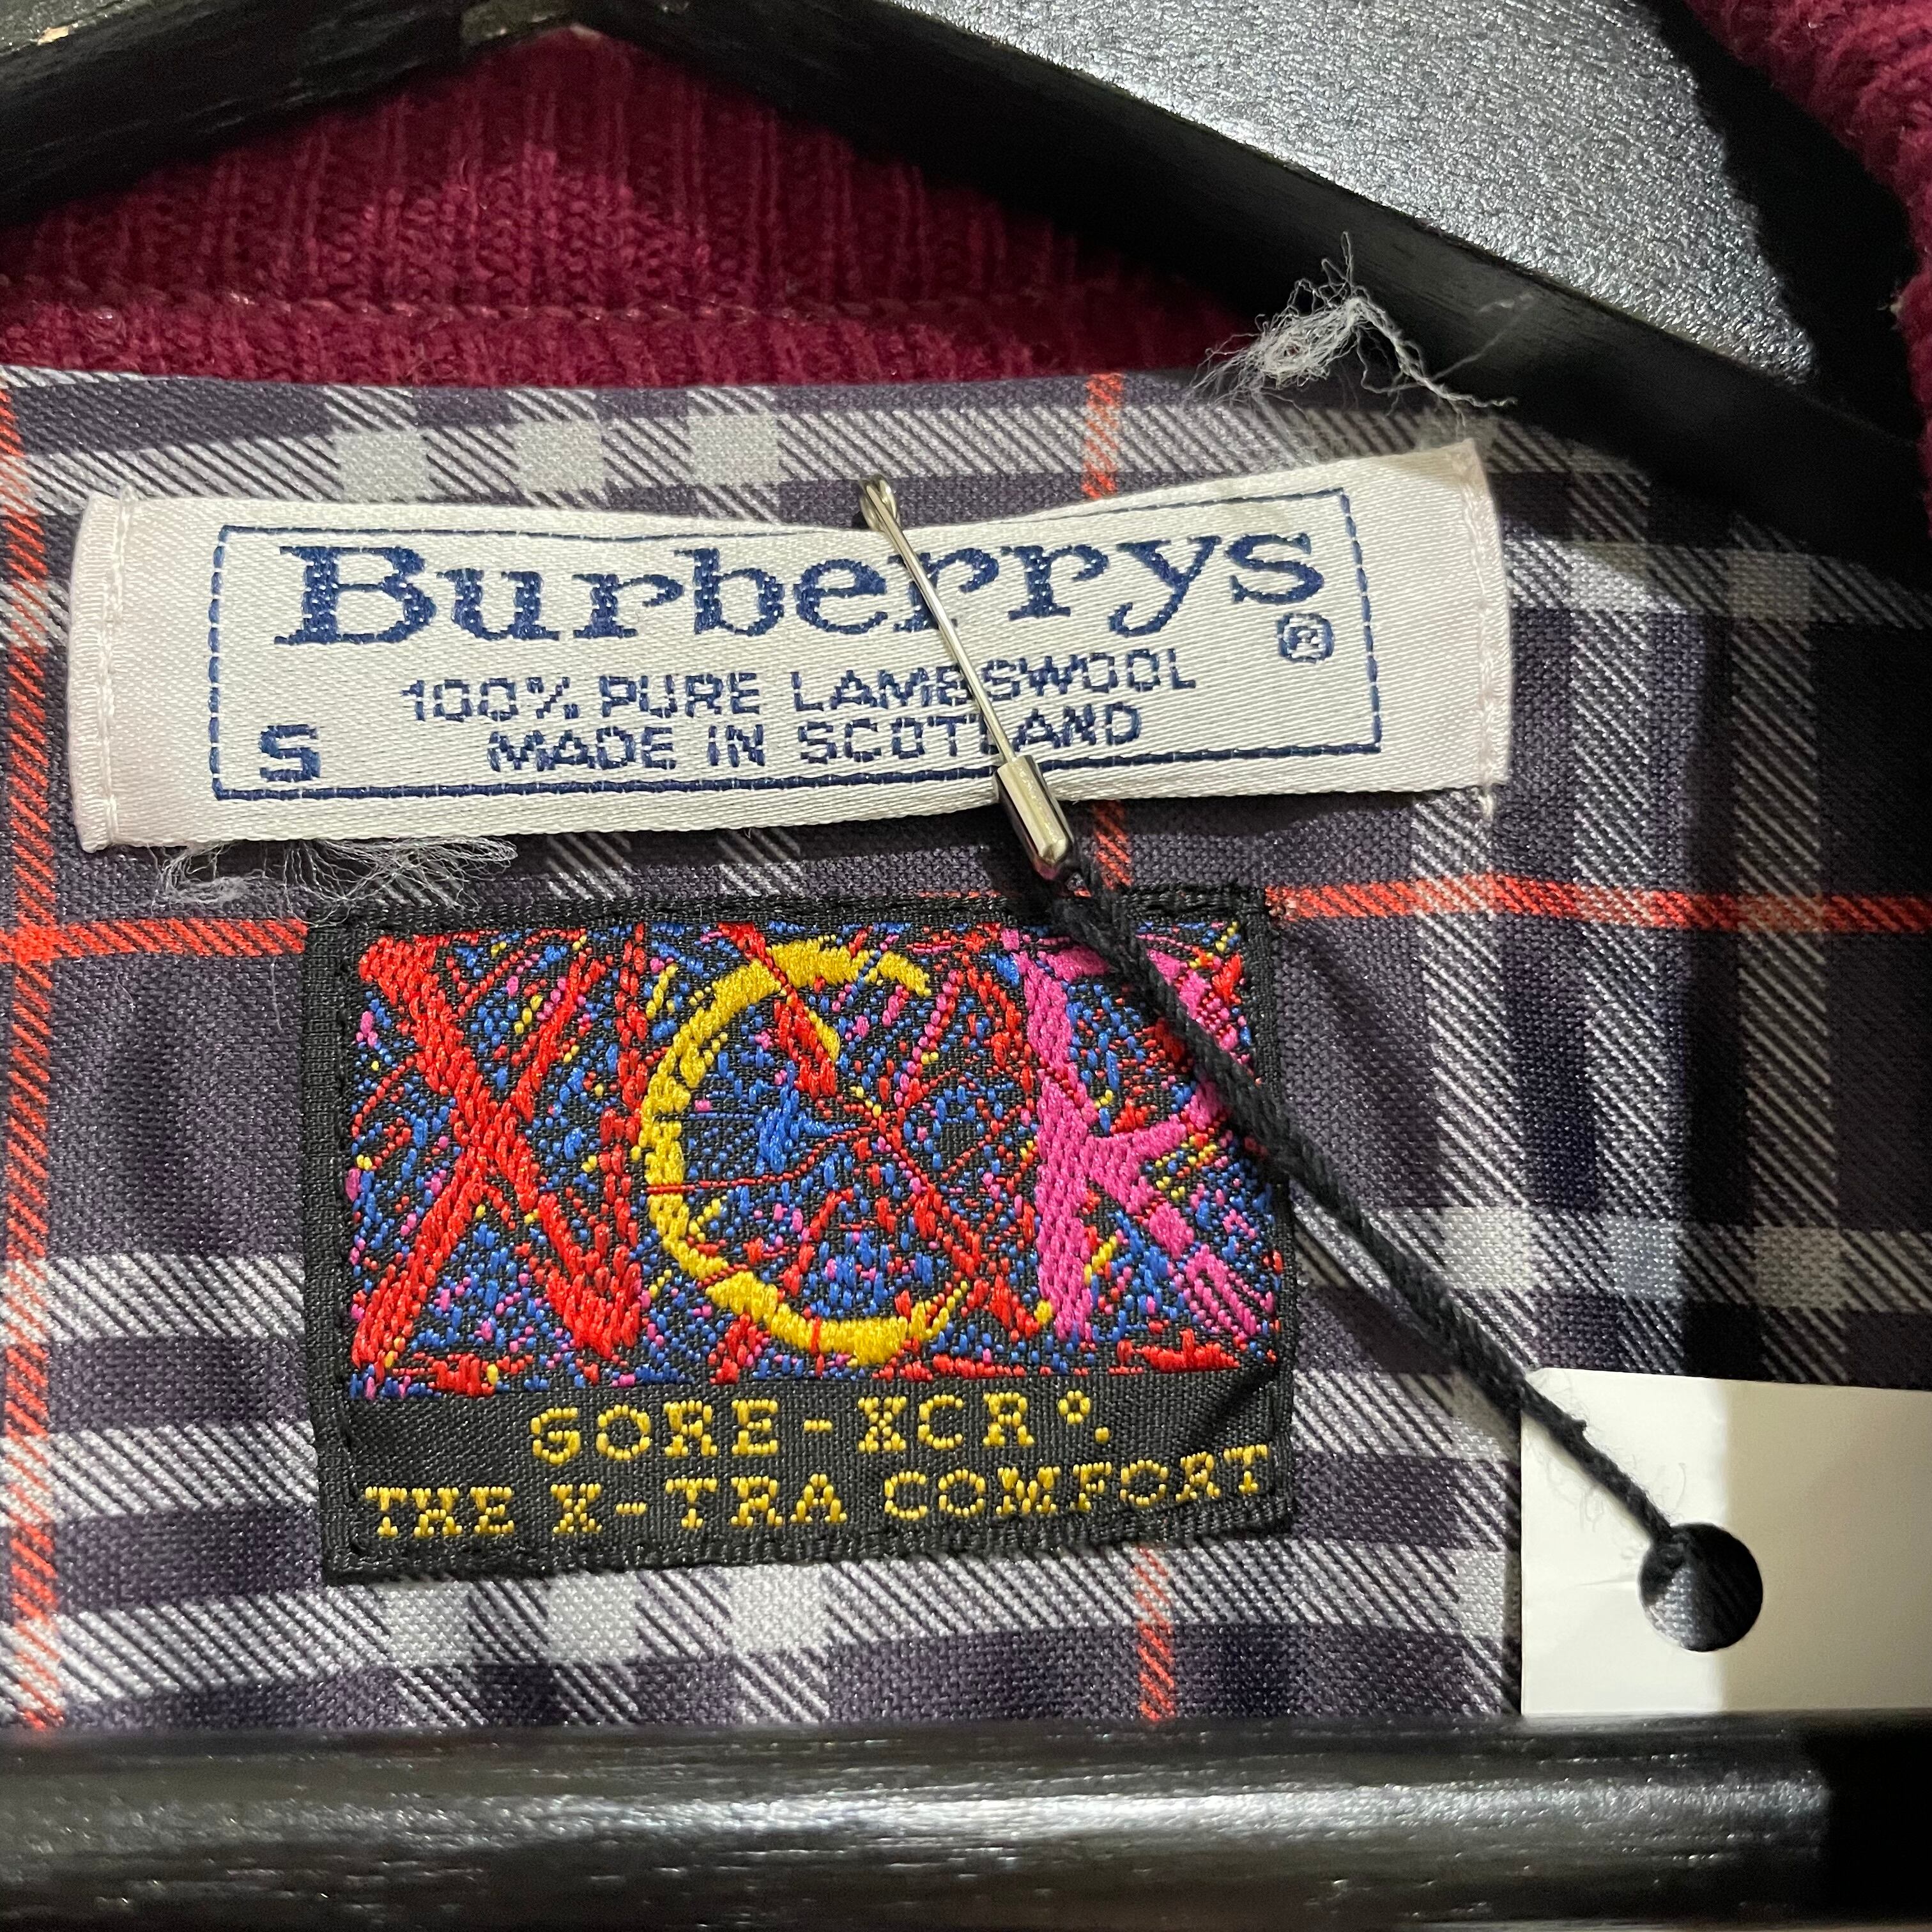 Burberrys
®
100% PURE LAMBSWOOL
S MADE IN SCOTLAND
XCR
GORE-XCR®.
THE X-TRA COMFORT